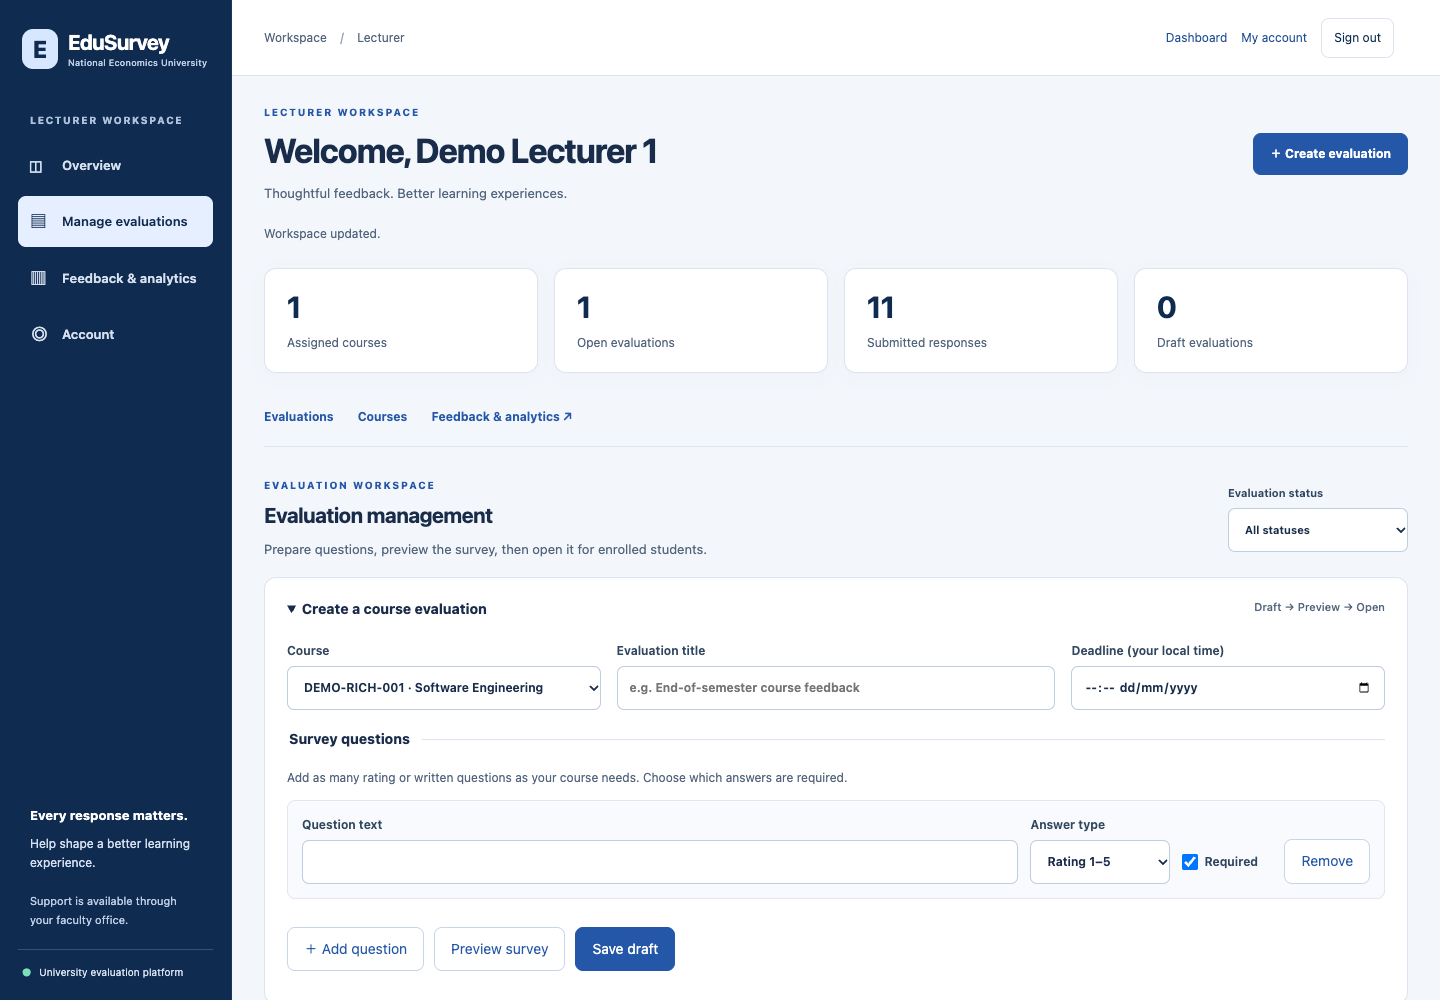 E
EduSurvey
National Economics University
LECTURER WORKSPACE
Overview
Manage evaluations
Feedback & analytics
Account
Every response matters.
Help shape a better learning
experience.
Support is available through
your faculty office.
University evaluation platform
Workspace / Lecturer
Dashboard My account Sign out
LECTURER WORKSPACE
Welcome, Demo Lecturer 1
+ Create evaluation
Thoughtful feedback. Better learning experiences.
Workspace updated.
1
Assigned courses
1
Open evaluations
11
Submitted responses
0
Draft evaluations
Evaluations Courses Feedback & analytics ↗
EVALUATION WORKSPACE
Evaluation management
Prepare questions, preview the survey, then open it for enrolled students.
Evaluation status
All statuses
▼ Create a course evaluation
Draft → Preview → Open
Course
DEMO-RICH-001 · Software Engineering
Evaluation title
e.g. End-of-semester course feedback
Deadline (your local time)
--:-- dd/mm/yyyy
Survey questions
Add as many rating or written questions as your course needs. Choose which answers are required.
Question text
Answer type
Rating 1–5
Required
Remove
+ Add question
Preview survey
Save draft